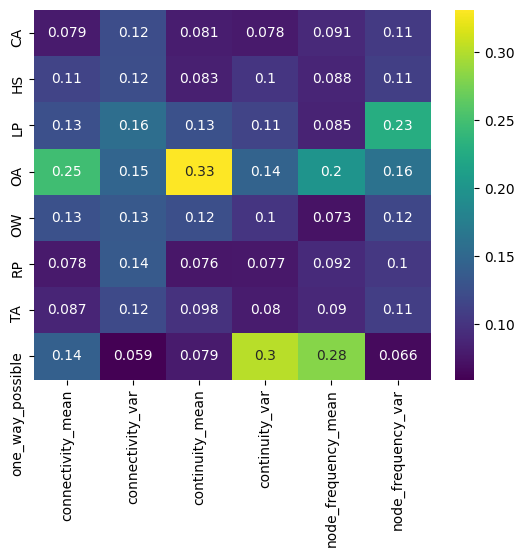 CA 0.079 0.12 0.081 0.078 0.091 0.11
HS 0.11 0.12 0.083 0.1 0.088 0.11
LP 0.13 0.16 0.13 0.11 0.085 0.23
OA 0.25 0.15 0.33 0.14 0.2 0.16
OW 0.13 0.13 0.12 0.1 0.073 0.12
RP 0.078 0.14 0.076 0.077 0.092 0.1
TA 0.087 0.12 0.098 0.08 0.09 0.11
one_way_possible 0.14 0.059 0.079 0.3 0.28 0.066
connectivity_mean
connectivity_var
continuity_mean
continuity_var
node_frequency_mean
node_frequency_var
0.30
0.25
0.20
0.15
0.10